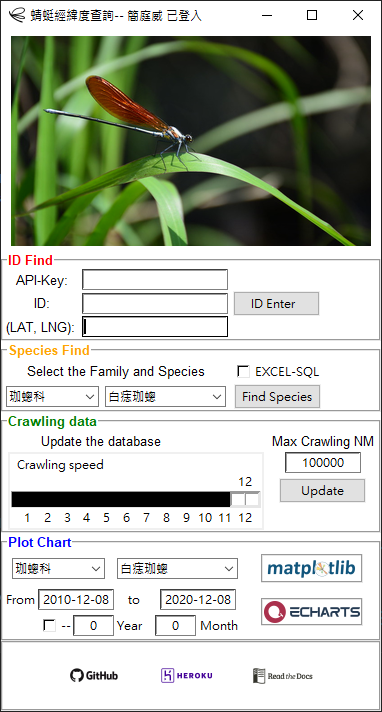 蜻蜓經緯度查詢-- 簡庭威 已登入
ID Find
API-Key:
ID: ID Enter
(LAT, LNG):
Species Find
Select the Family and Species EXCEL-SQL
珈蟌科 白痣珈蟌 Find Species
Crawling data
Update the database Max Crawling NM
Crawling speed 100000
12 Update
1 2 3 4 5 6 7 8 9 10 11 12
Plot Chart
珈蟌科 白痣珈蟌 matplotlib
From 2010-12-08 to 2020-12-08 ECHARTS
-- 0 Year 0 Month
GitHub HEROKU Read the Docs